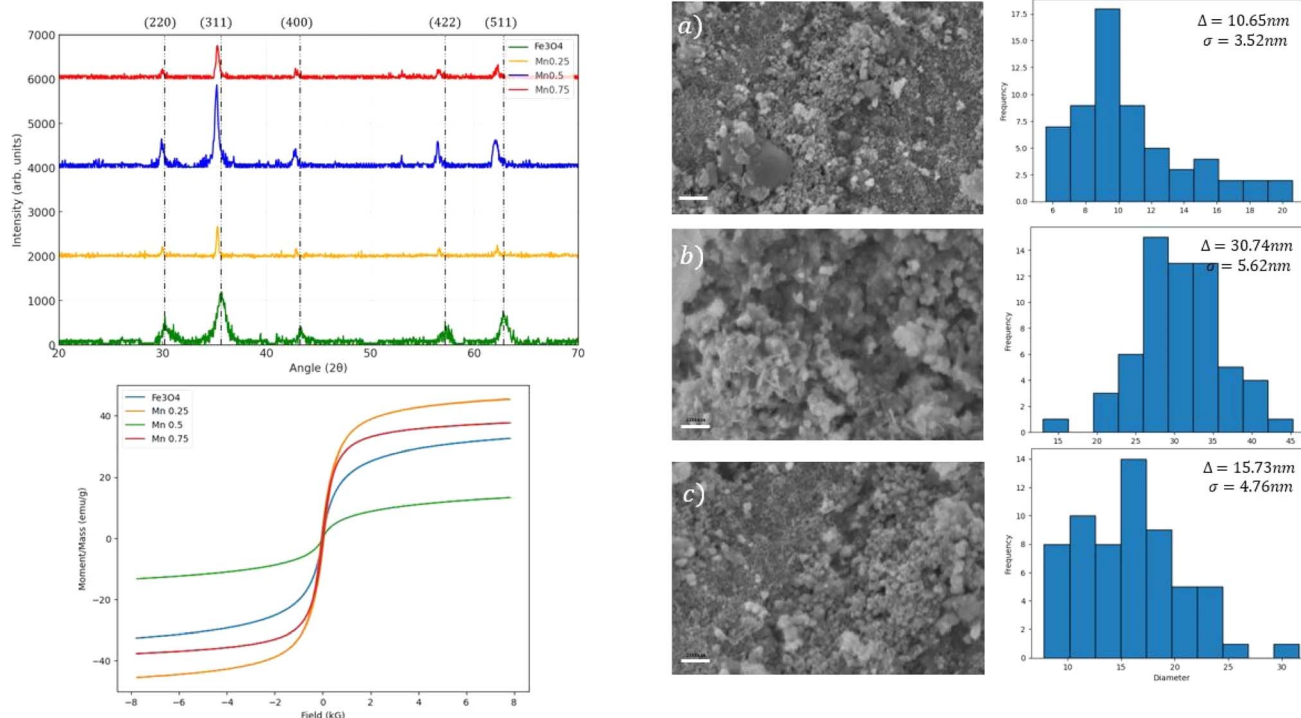 (220) (311) (400) (422) (511)
7000
6000
5000
4000
3000
2000
1000
0
Intensity (arb. units)
Fe3O4
Mn0.25
Mn0.5
Mn0.75
20 30 40 50 60 70
Angle (2θ)
Fe3O4
Mn 0.25
Mn 0.5
Mn 0.75
40
20
0
−20
−40
Moment/Mass (emu/g)
−8 −6 −4 −2 0 2 4 6 8
Field (kG)
a)
Δ = 10.65nm
σ = 3.52nm
17.5
15.0
12.5
10.0
7.5
5.0
2.5
0.0
Frequency
6 8 10 12 14 16 18 20
b)
Δ = 30.74nm
σ = 5.62nm
14
12
10
8
6
4
2
0
Frequency
15 20 25 30 35 40 45
c)
Δ = 15.73nm
σ = 4.76nm
14
12
10
8
6
4
2
0
Frequency
10 15 20 25 30
Diameter